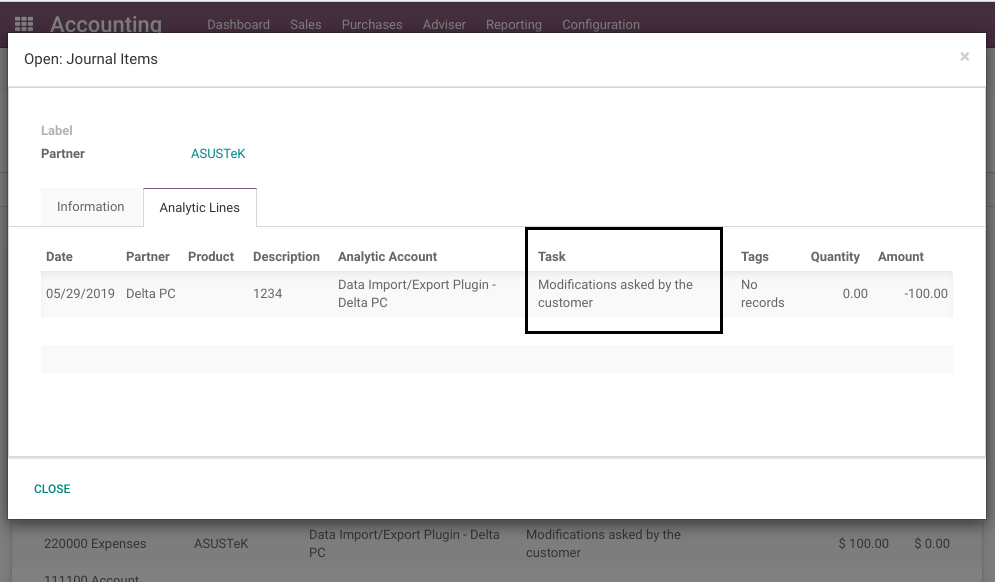 Accounting Dashboard Sales Purchases Adviser Reporting Configuration
Open: Journal Items ×
Label
Partner ASUSTeK
Information Analytic Lines
Date Partner Product Description Analytic Account Task Tags Quantity Amount
05/29/2019 Delta PC 1234 Data Import/Export Plugin - Delta PC Modifications asked by the customer No records 0.00 -100.00
CLOSE
220000 Expenses ASUSTeK Data Import/Export Plugin - Delta PC Modifications asked by the customer $ 100.00 $ 0.00
111100 Account